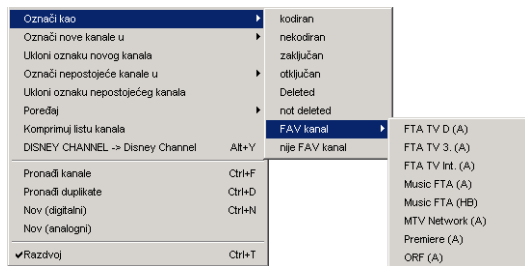 Označi kao
Označi nove kanale u
Ukloni oznaku novog kanala
Označi nepostojeće kanale u
Ukloni oznaku nepostojećeg kanala
Poređaj
Komprimuj listu kanala
DISNEY CHANNEL -> Disney Channel Alt+Y
Pronađi kanale Ctrl+F
Pronađi duplikate Ctrl+D
Nov (digitalni) Ctrl+N
Nov (analogni)
Razdvoj Ctrl+T
kodiran
nekodiran
zaključan
otključan
Deleted
not deleted
FAV kanal
nije FAV kanal
FTA TV D (A)
FTA TV 3. (A)
FTA TV Int. (A)
Music FTA (A)
Music FTA (HB)
MTV Network (A)
Premiere (A)
ORF (A)